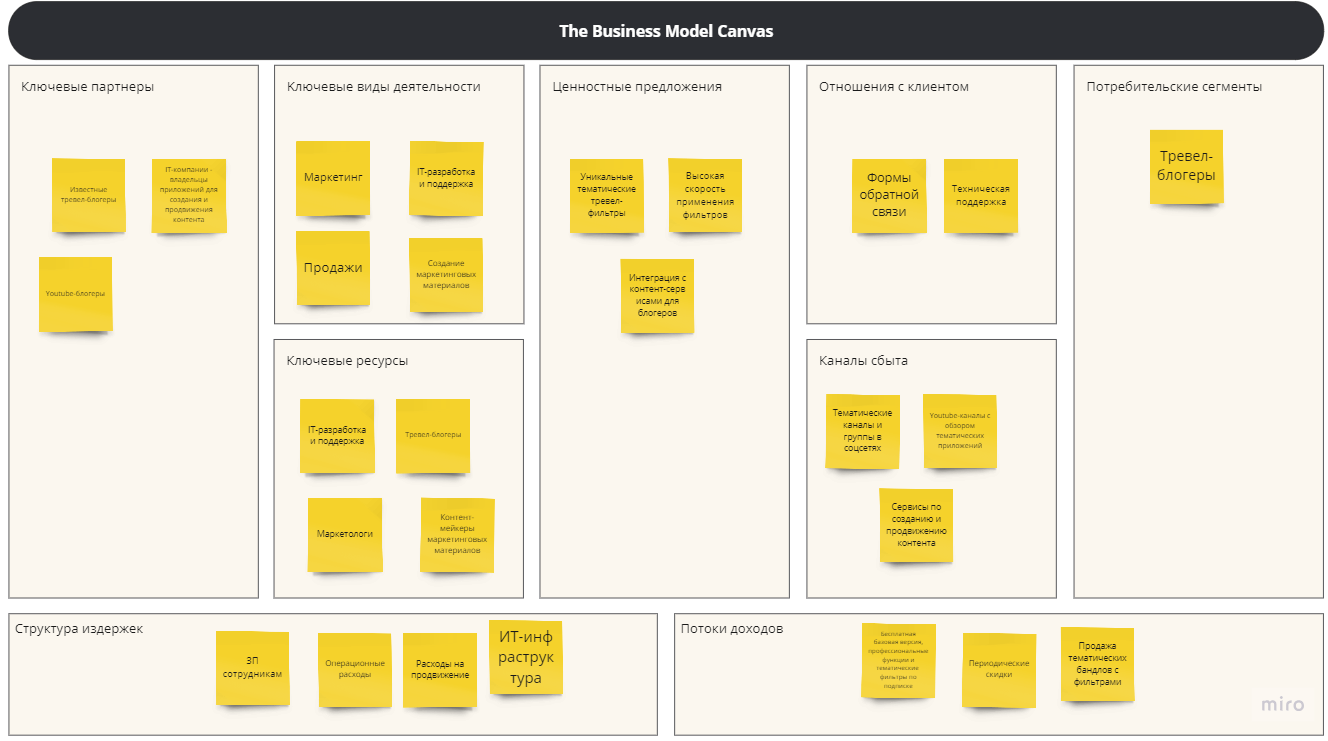 The Business Model Canvas
Ключевые партнеры
Известные
тревел-блогеры
IT-компании -
владельцы
приложений для
создания и
продвижения
контента
Youtube-блогеры
Ключевые виды деятельности
Маркетинг
IT-разработка
и поддержка
Продажи
Создание
маркетинговых
материалов
Ключевые ресурсы
IT-разработка
и поддержка
Тревел-блогеры
Маркетологи
Контент-
мейкеры
маркетинговых
материалов
Ценностные предложения
Уникальные
тематические
тревел-
фильтры
Высокая
скорость
применения
фильтров
Интеграция с
контент-серв
исами для
блогеров
Отношения с клиентом
Формы
обратной
связи
Техническая
поддержка
Каналы сбыта
Тематические
каналы и
группы в
соцсетях
Youtube-каналы с
обзором
тематических
приложений
Сервисы по
созданию и
продвижению
контента
Потребительские сегменты
Тревел-
блогеры
Структура издержек
ЗП
сотрудникам
Операционные
расходы
Расходы на
продвижение
ИТ-инф
раструк
тура
Потоки доходов
Бесплатная
базовая версия,
профессиональные
функции и
тематические
фильтры по
подписке
Периодические
скидки
Продажа
тематических
бандлов с
фильтрами
miro